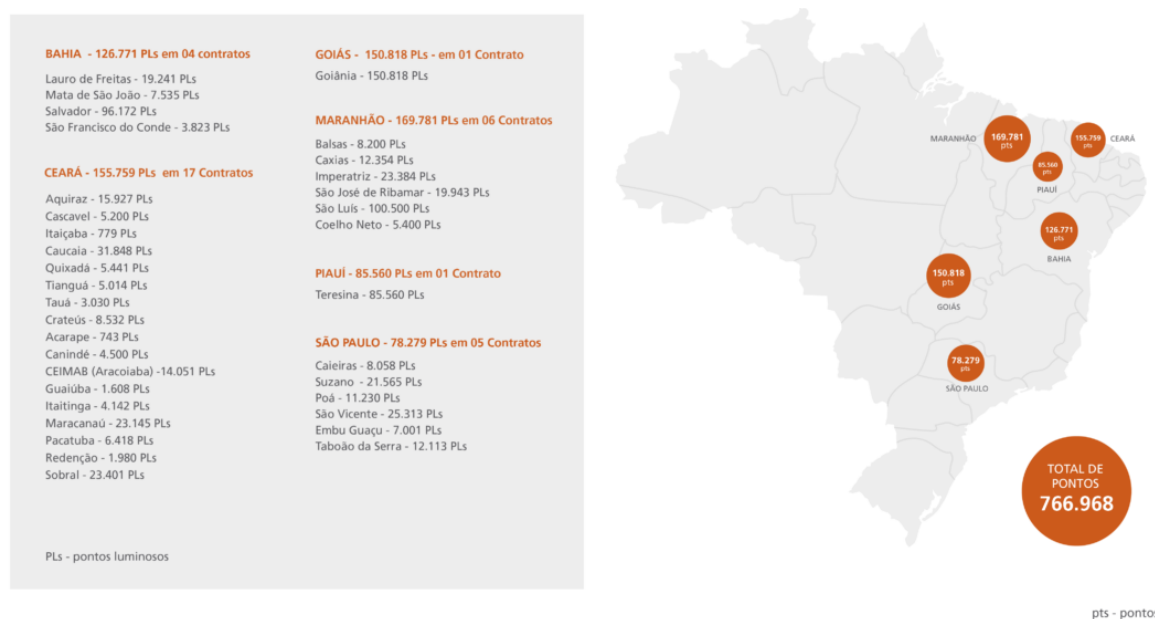 BAHIA - 126.771 PLs em 04 contratos
Lauro de Freitas - 19.241 PLs
Mata de São João - 7.535 PLs
Salvador - 96.172 PLs
São Francisco do Conde - 3.823 PLs
CEARÁ - 155.759 PLs em 17 Contratos
Aquiraz - 15.927 PLs
Cascavel - 5.200 PLs
Itaiçaba - 779 PLs
Caucaia - 31.848 PLs
Quixadá - 5.441 PLs
Tianguá - 5.014 PLs
Tauá - 3.030 PLs
Crateús - 8.532 PLs
Acarape - 743 PLs
Canindé - 4.500 PLs
CEIMAB (Aracoiaba) -14.051 PLs
Guaiúba - 1.608 PLs
Itaitinga - 4.142 PLs
Maracanaú - 23.145 PLs
Pacatuba - 6.418 PLs
Redenção - 1.980 PLs
Sobral - 23.401 PLs
PLs - pontos luminosos
GOIÁS - 150.818 PLs - em 01 Contrato
Goiânia - 150.818 PLs
MARANHÃO - 169.781 PLs em 06 Contratos
Balsas - 8.200 PLs
Caxias - 12.354 PLs
Imperatriz - 23.384 PLs
São José de Ribamar - 19.943 PLs
São Luís - 100.500 PLs
Coelho Neto - 5.400 PLs
PIAUÍ - 85.560 PLs em 01 Contrato
Teresina - 85.560 PLs
SÃO PAULO - 78.279 PLs em 05 Contratos
Caieiras - 8.058 PLs
Suzano - 21.565 PLs
Poá - 11.230 PLs
São Vicente - 25.313 PLs
Embu Guaçu - 7.001 PLs
Taboão da Serra - 12.113 PLs
MARANHÃO
169.781
pts
155.759
pts
CEARÁ
85.560
pts
PIAUÍ
126.771
pts
BAHIA
150.818
pts
GOIÁS
78.279
pts
SÃO PAULO
TOTAL DE
PONTOS
766.968
pts - pontos